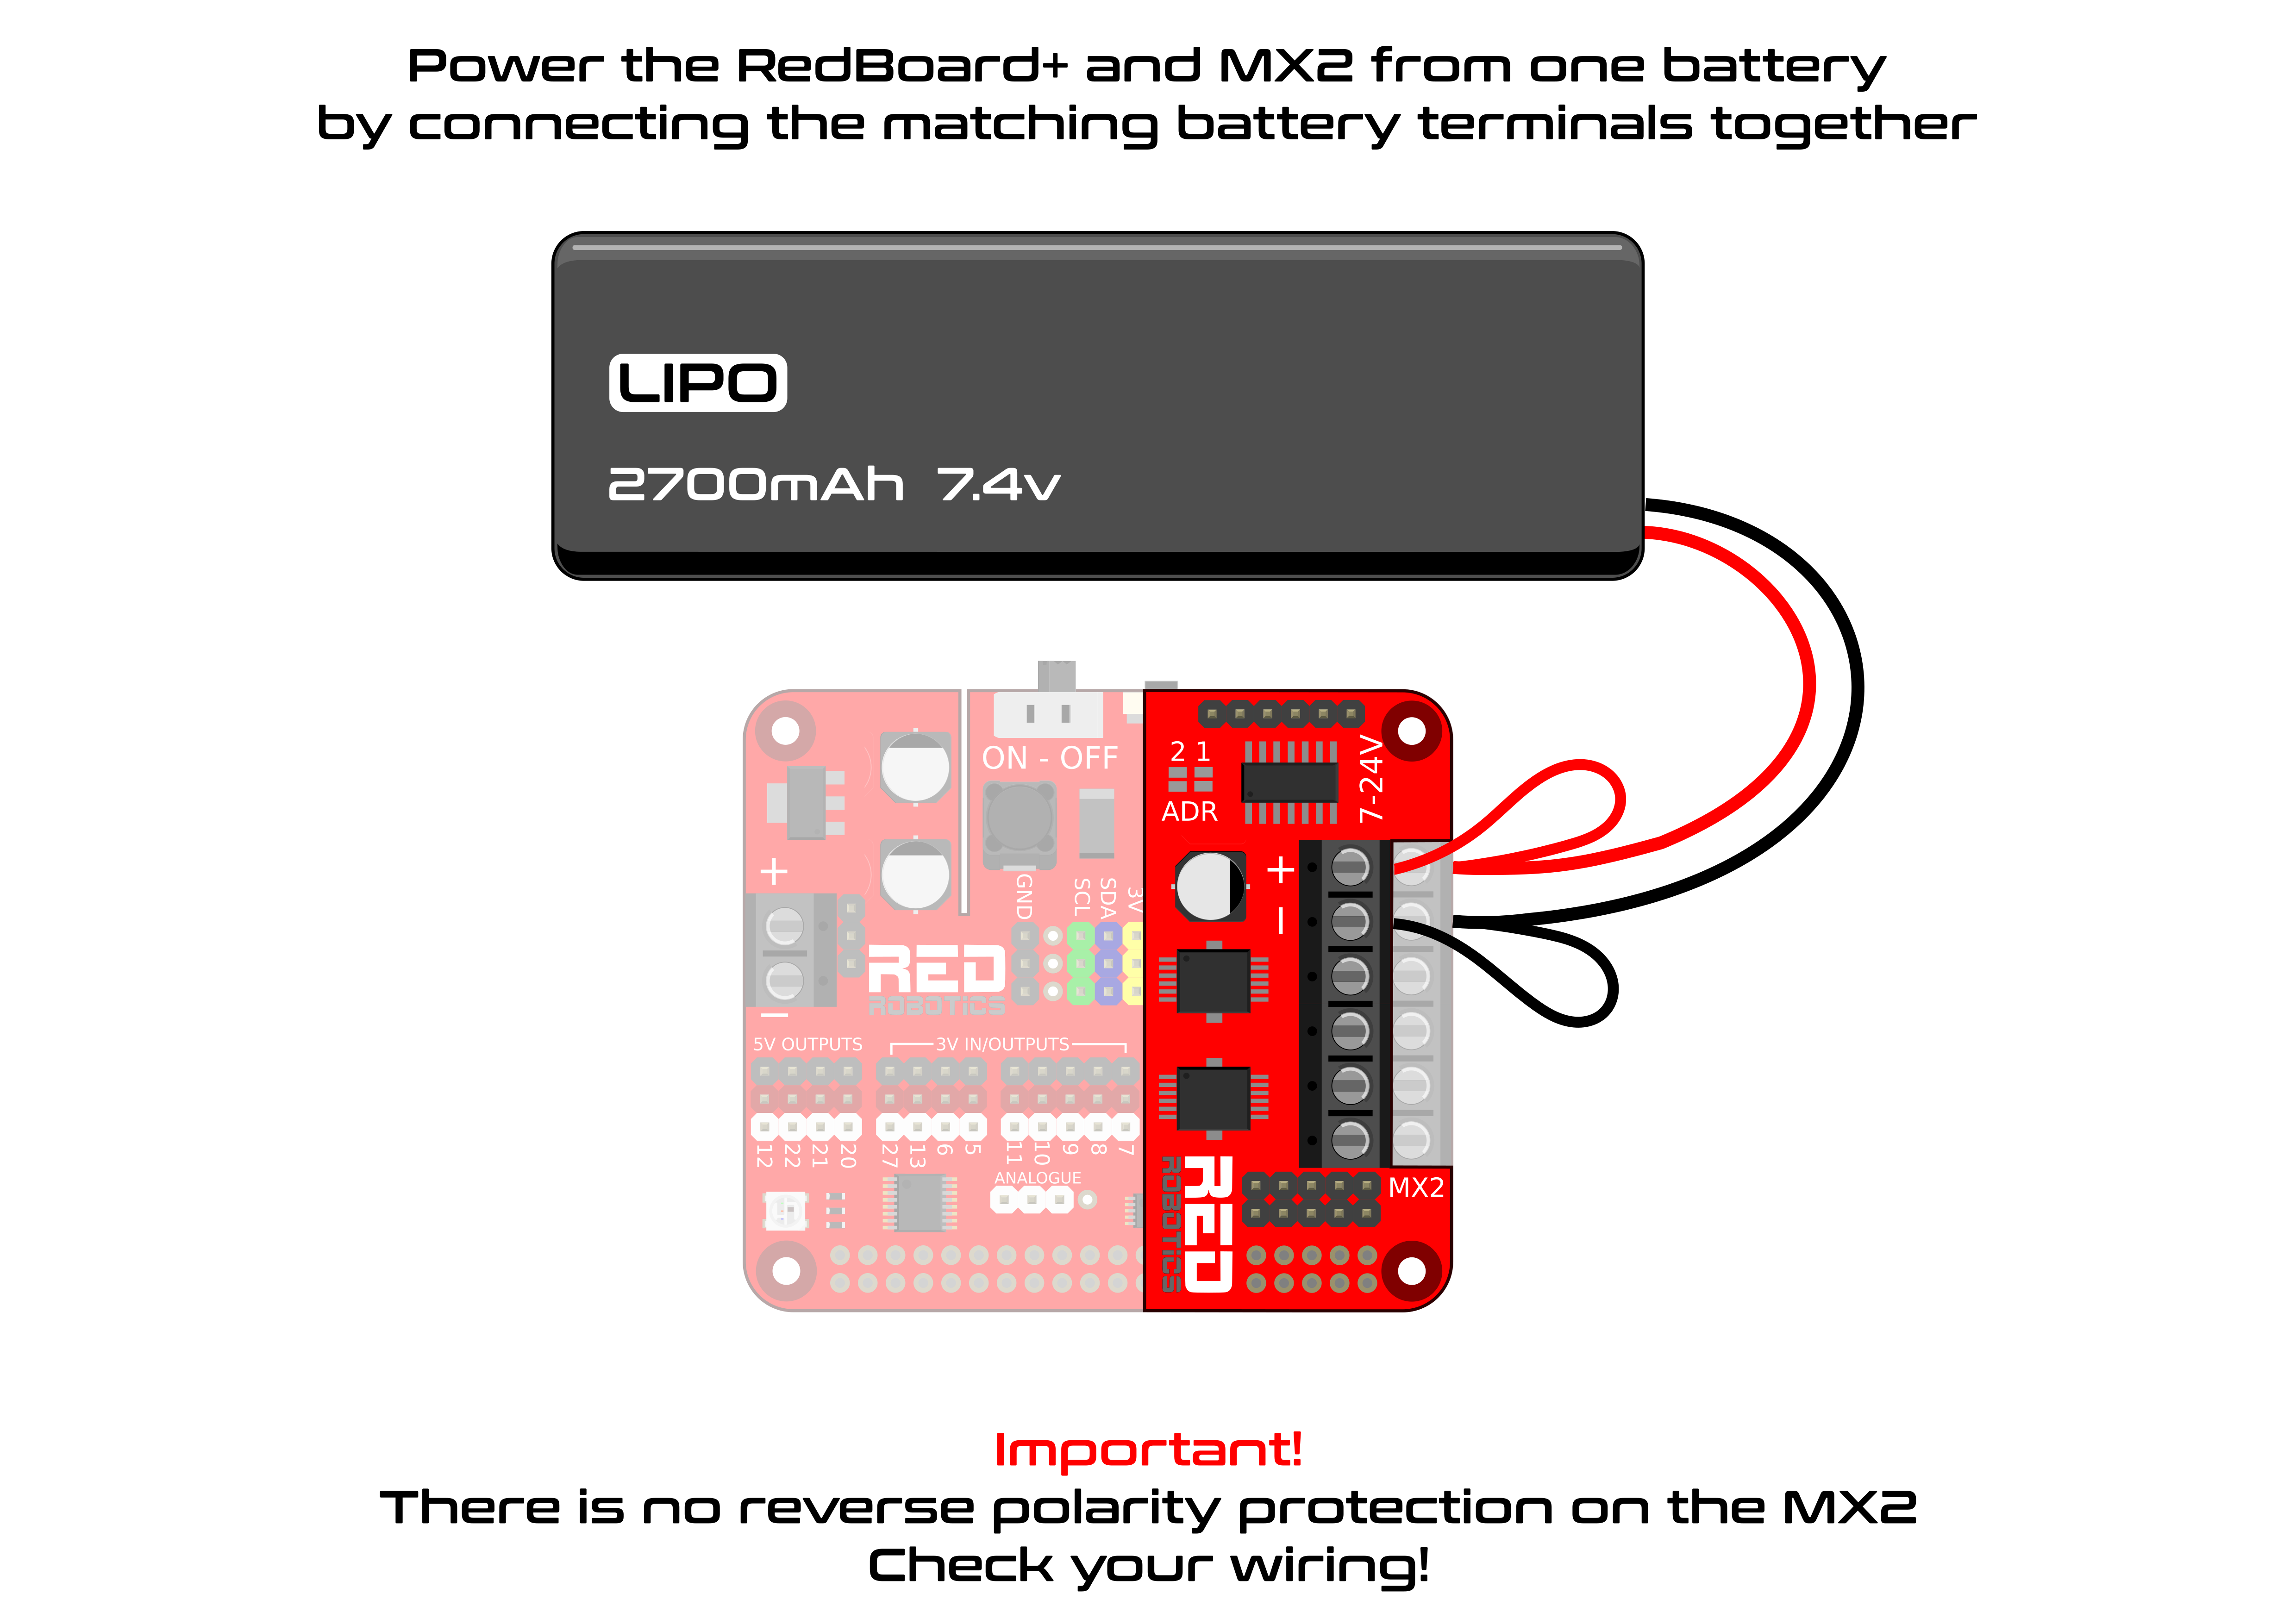 Power the RedBoard+ and MX2 from one battery
by connecting the matching battery terminals together
LIPO
2700mAh 7.4v
ON - OFF
2 1
ADR
7-24V
+
+
−
−
GND
SCL
SDA
3V
RED
ROBOTICS
5V OUTPUTS
3V IN/OUTPUTS
12 22 21 20 27 13 6 5 11 10 9 8 7
ANALOGUE
RED
ROBOTICS
MX2
Important!
There is no reverse polarity protection on the MX2
Check your wiring!